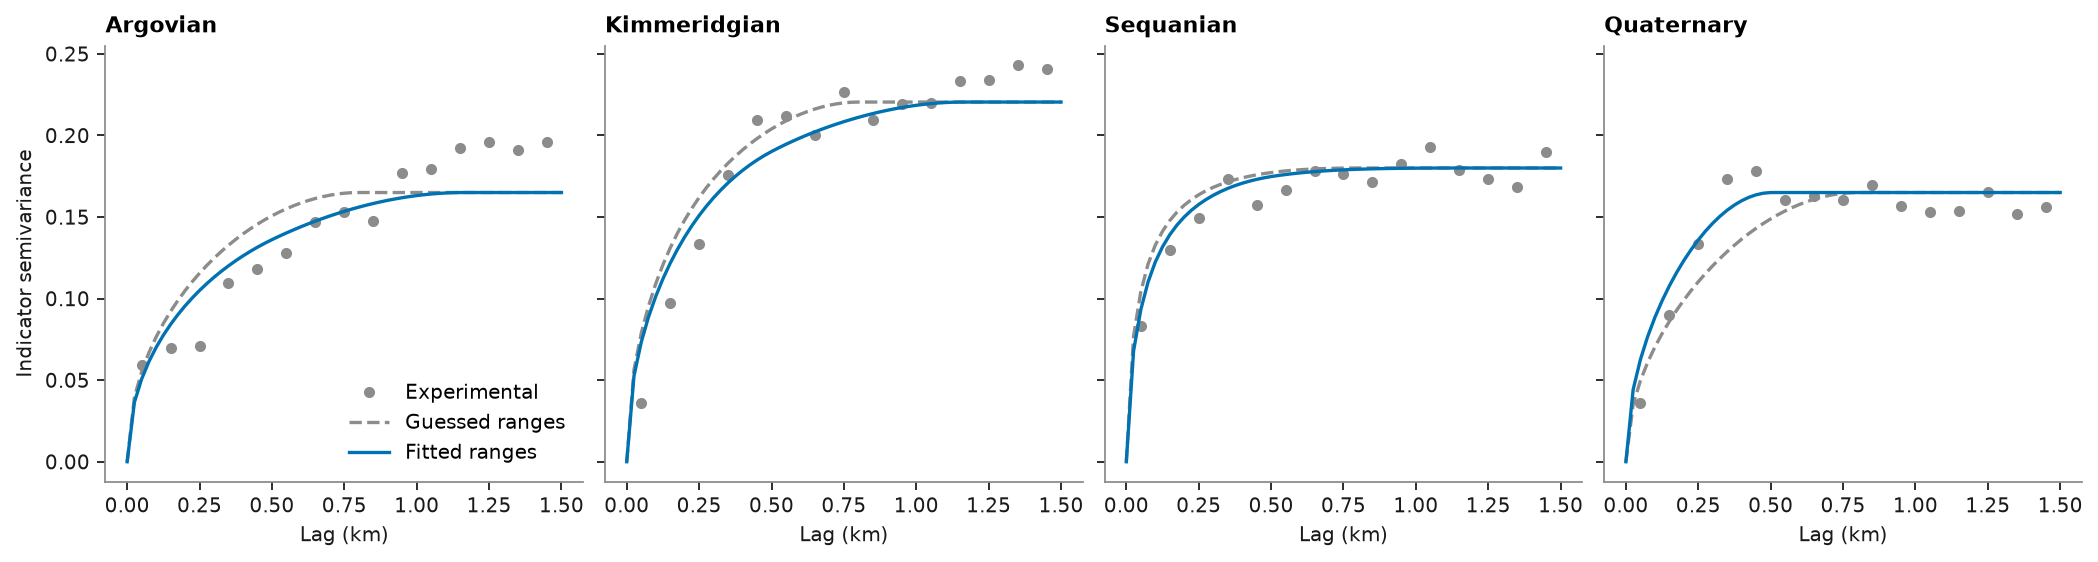 Argovian
Kimmeridgian
Sequanian
Quaternary
Indicator semivariance
0.25
0.20
0.15
0.10
0.05
0.00
Experimental
Guessed ranges
Fitted ranges
0.00 0.25 0.50 0.75 1.00 1.25 1.50
0.00 0.25 0.50 0.75 1.00 1.25 1.50
0.00 0.25 0.50 0.75 1.00 1.25 1.50
0.00 0.25 0.50 0.75 1.00 1.25 1.50
Lag (km)
Lag (km)
Lag (km)
Lag (km)